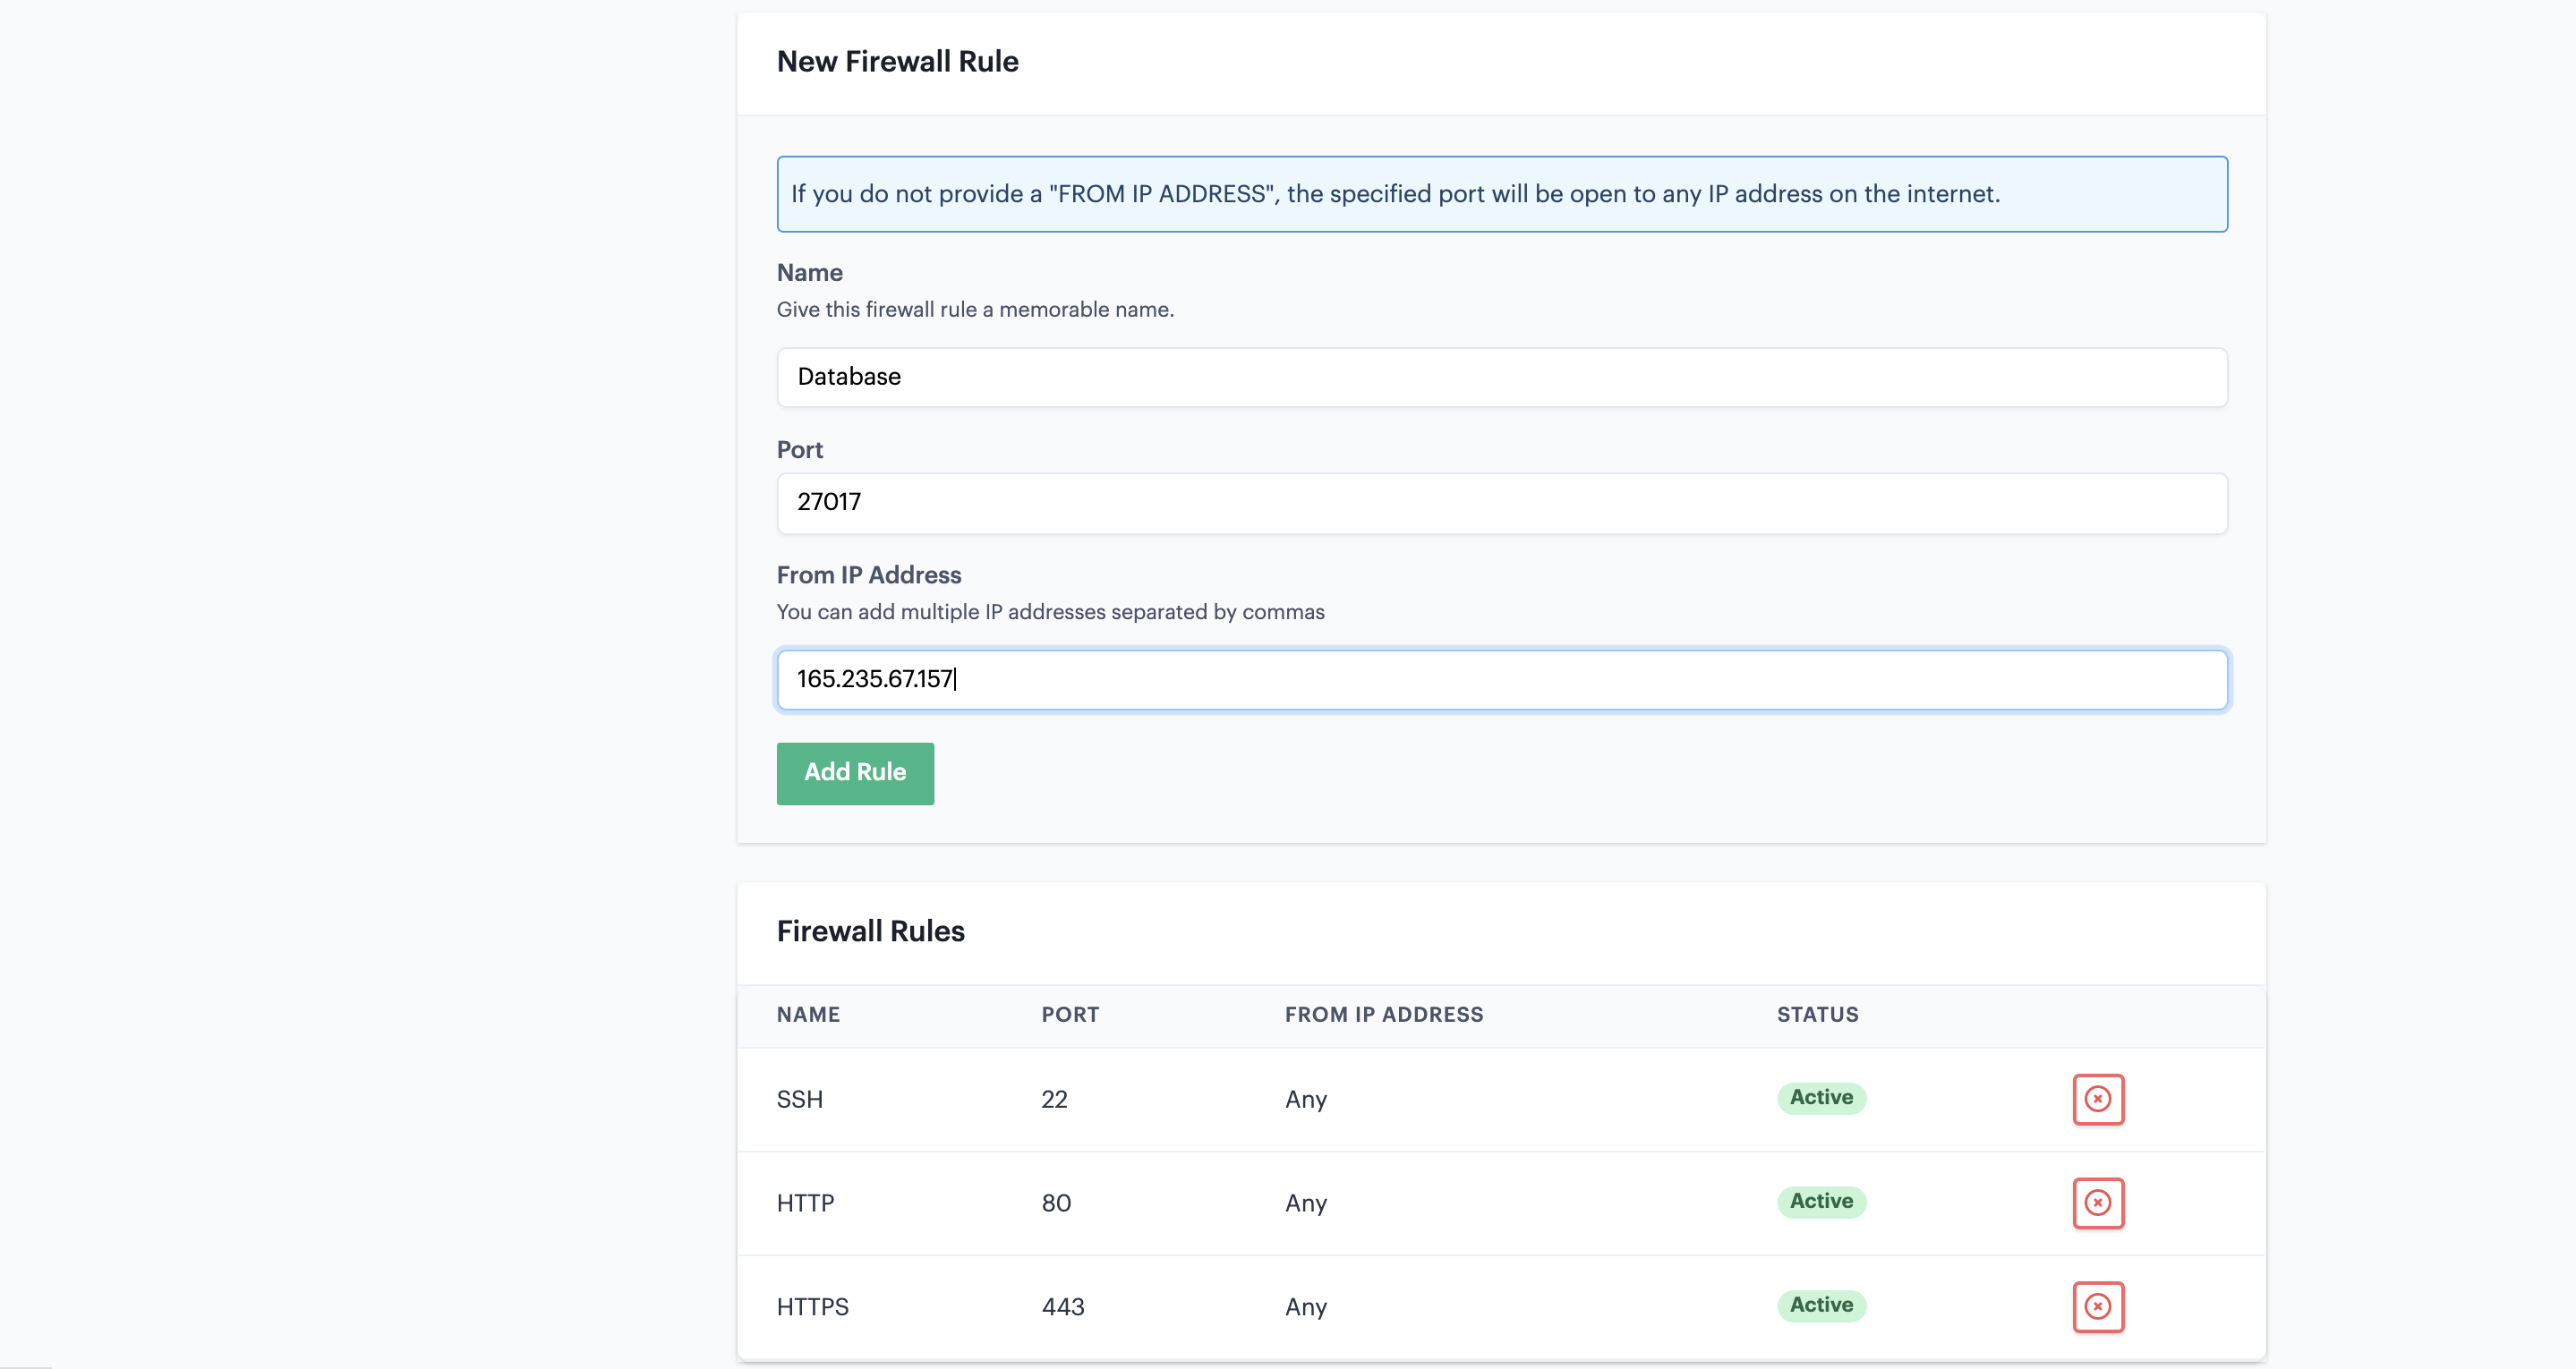 New Firewall Rule
If you do not provide a "FROM IP ADDRESS", the specified port will be open to any IP address on the internet.
Name
Give this firewall rule a memorable name.
Database
Port
27017
From IP Address
You can add multiple IP addresses separated by commas
165.235.67.157
Add Rule
Firewall Rules
NAME PORT FROM IP ADDRESS STATUS
SSH 22 Any Active
HTTP 80 Any Active
HTTPS 443 Any Active